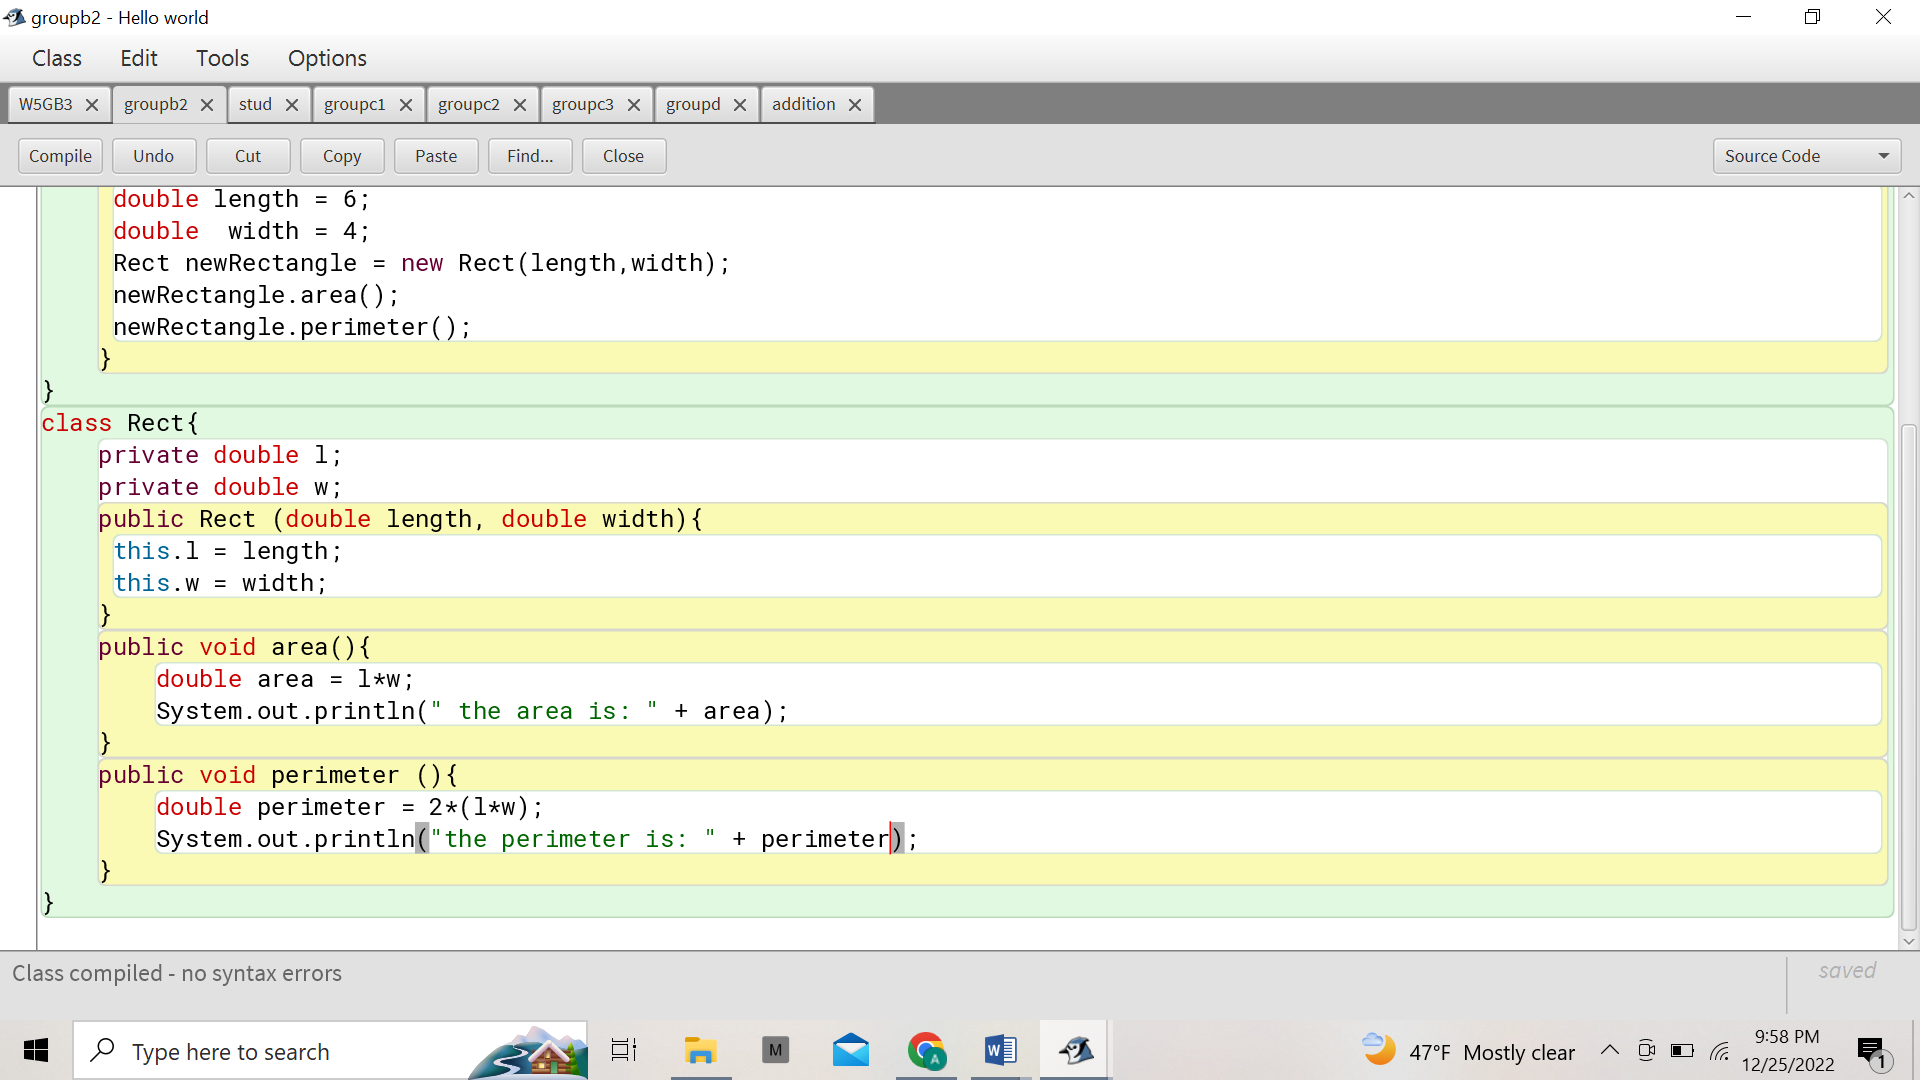 groupb2 - Hello world
Class Edit Tools Options
W5GB3 groupb2 stud groupc1 groupc2 groupc3 groupd addition
Compile Undo Cut Copy Paste Find... Close Source Code
double length = 6;
double  width = 4;
Rect newRectangle = new Rect(length,width);
newRectangle.area();
newRectangle.perimeter();
}
}
class Rect{
private double l;
private double w;
public Rect (double length, double width){
this.l = length;
this.w = width;
}
public void area(){
double area = l*w;
System.out.println(" the area is: " + area);
}
public void perimeter (){
double perimeter = 2*(l*w);
System.out.println("the perimeter is: " + perimeter);
}
}
Class compiled - no syntax errors
saved
Type here to search
M
A
W
47°F Mostly clear
9:58 PM
12/25/2022
1